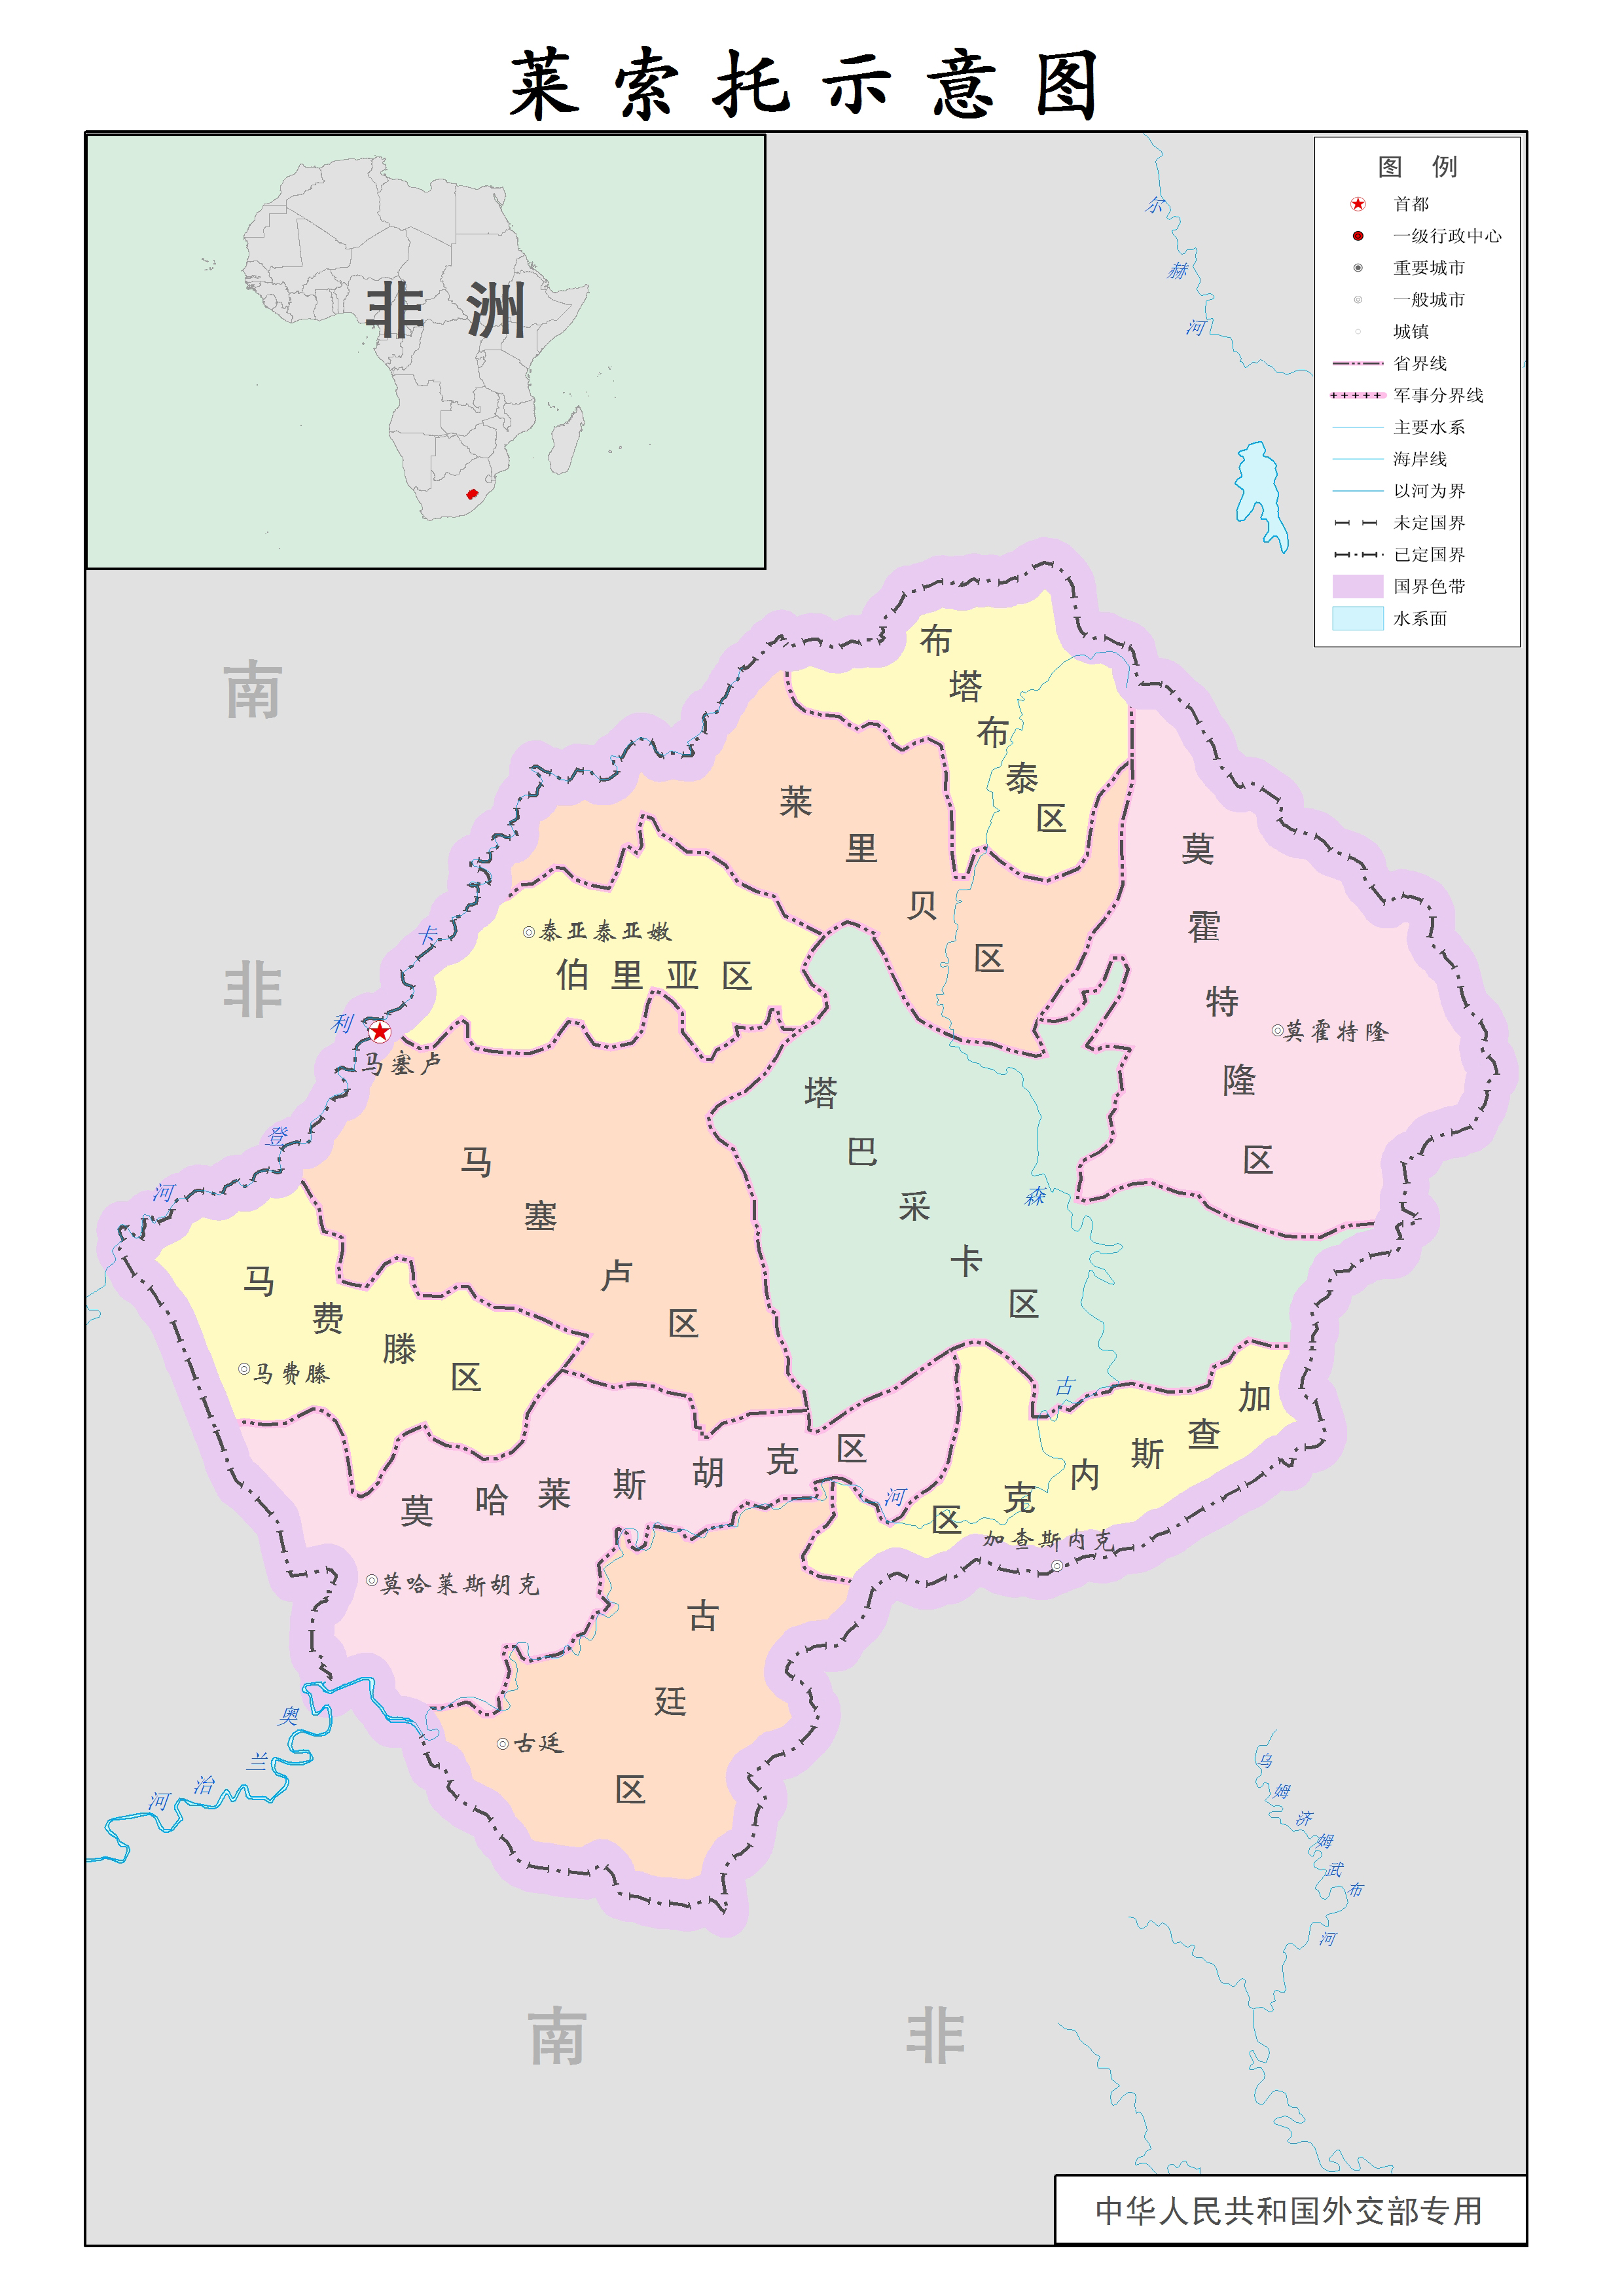 莱索托示意图
非洲
图 例
首都
一级行政中心
重要城市
一般城市
城镇
省界线
军事分界线
主要水系
海岸线
以河为界
未定国界
已定国界
国界色带
水系面
尔赫河
南非
布塔布泰区
莱里贝区
莫霍特隆区
莫霍特隆
泰亚泰亚嫩
伯里亚区
卡利登河
马塞卢
马塞卢区
塔巴采卡区
马费滕区
马费滕
森古河
加查斯内克区
加查斯内克
莫哈莱斯胡克区
莫哈莱斯胡克
古廷区
古廷
奥兰治河
乌姆济姆武布河
南非
中华人民共和国外交部专用